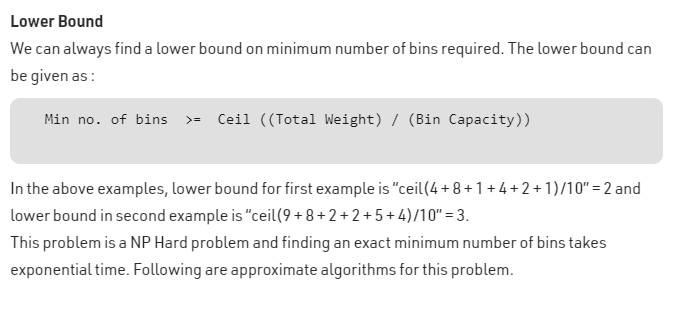 Lower Bound
We can always find a lower bound on minimum number of bins required. The lower bound can
be given as :
Min no. of bins  >=  Ceil ((Total Weight) / (Bin Capacity))
In the above examples, lower bound for first example is “ceil(4 + 8 + 1 + 4 + 2 + 1)/10” = 2 and
lower bound in second example is “ceil(9 + 8 + 2 + 2 + 5 + 4)/10” = 3.
This problem is a NP Hard problem and finding an exact minimum number of bins takes
exponential time. Following are approximate algorithms for this problem.